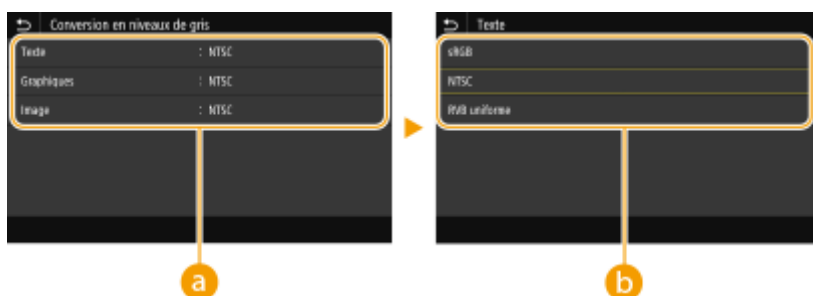 Conversion en niveaux de gris
Texte : NTSC
Graphiques : NTSC
Image : NTSC
a
Texte
sRGB
NTSC
RVB uniforme
b